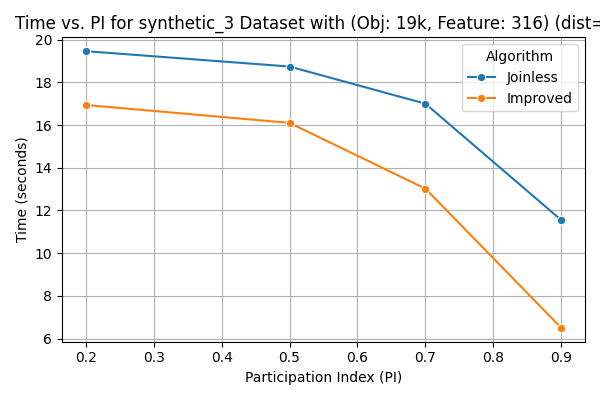 Time vs. PI for synthetic_3 Dataset with (Obj: 19k, Feature: 316) (dist=
Algorithm
Joinless
Improved
20
18
16
14
12
10
8
6
Time (seconds)
0.2 0.3 0.4 0.5 0.6 0.7 0.8 0.9
Participation Index (PI)